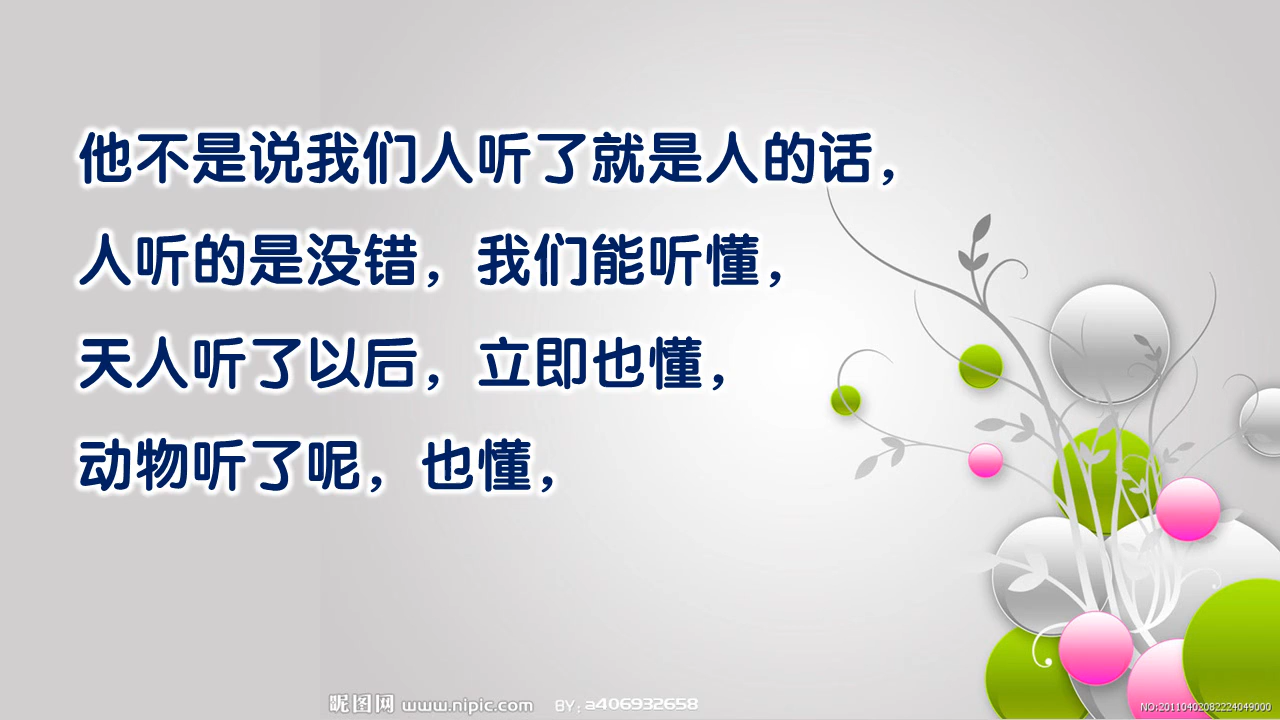 他不是说我们人听了就是人的话，
人听的是没错，我们能听懂，
天人听了以后，立即也懂，
动物听了呢，也懂，
昵图网 www.nipic.com BY：a406932658
NO:20110402082224049000